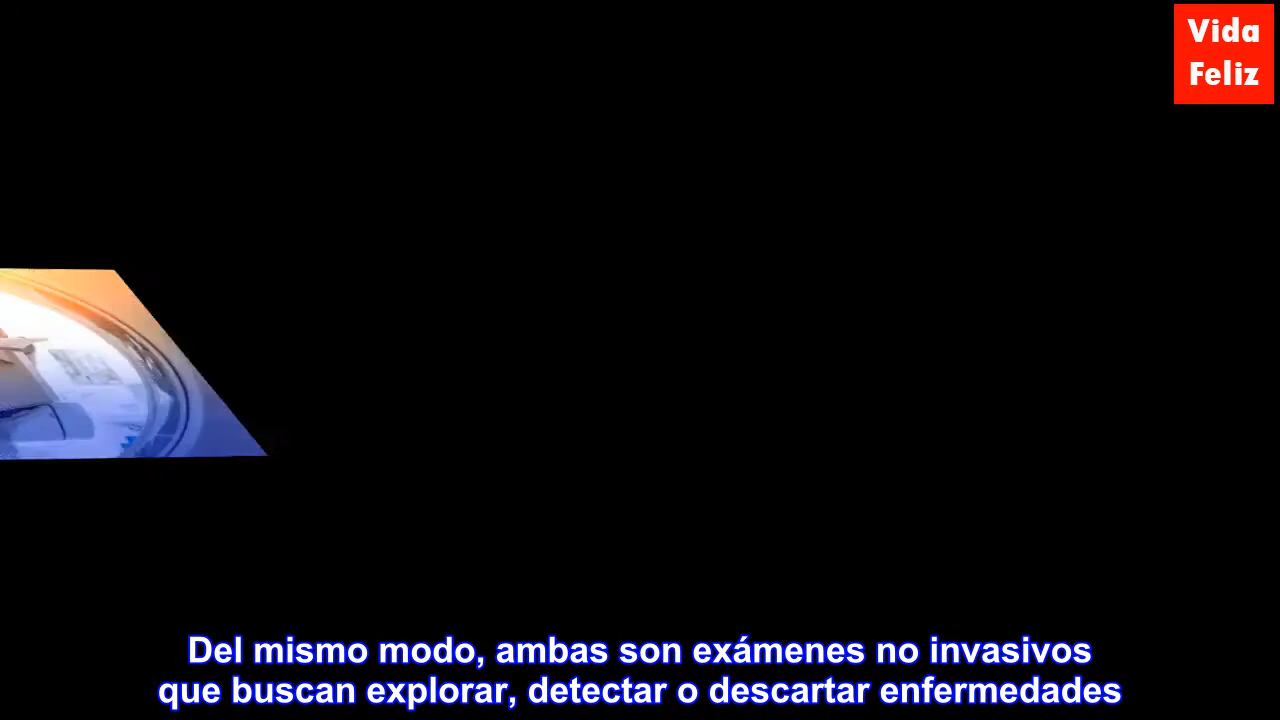 Vida
Feliz
Del mismo modo, ambas son exámenes no invasivos
que buscan explorar, detectar o descartar enfermedades